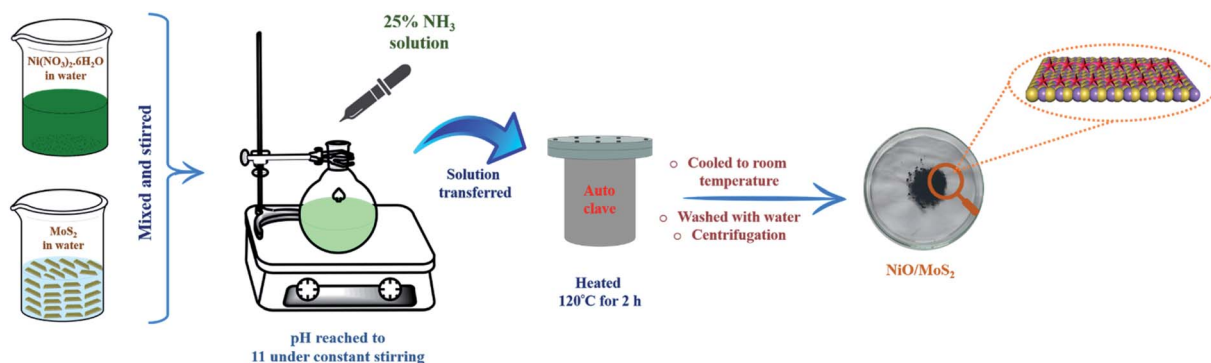 Ni(NO₃)₂.6H₂O
in water
MoS₂
in water
Mixed and stirred
25% NH₃
solution
pH reached to
11 under constant stirring
Solution
transferred
Auto
clave
Heated
120°C for 2 h
Cooled to room
temperature
Washed with water
Centrifugation
NiO/MoS₂